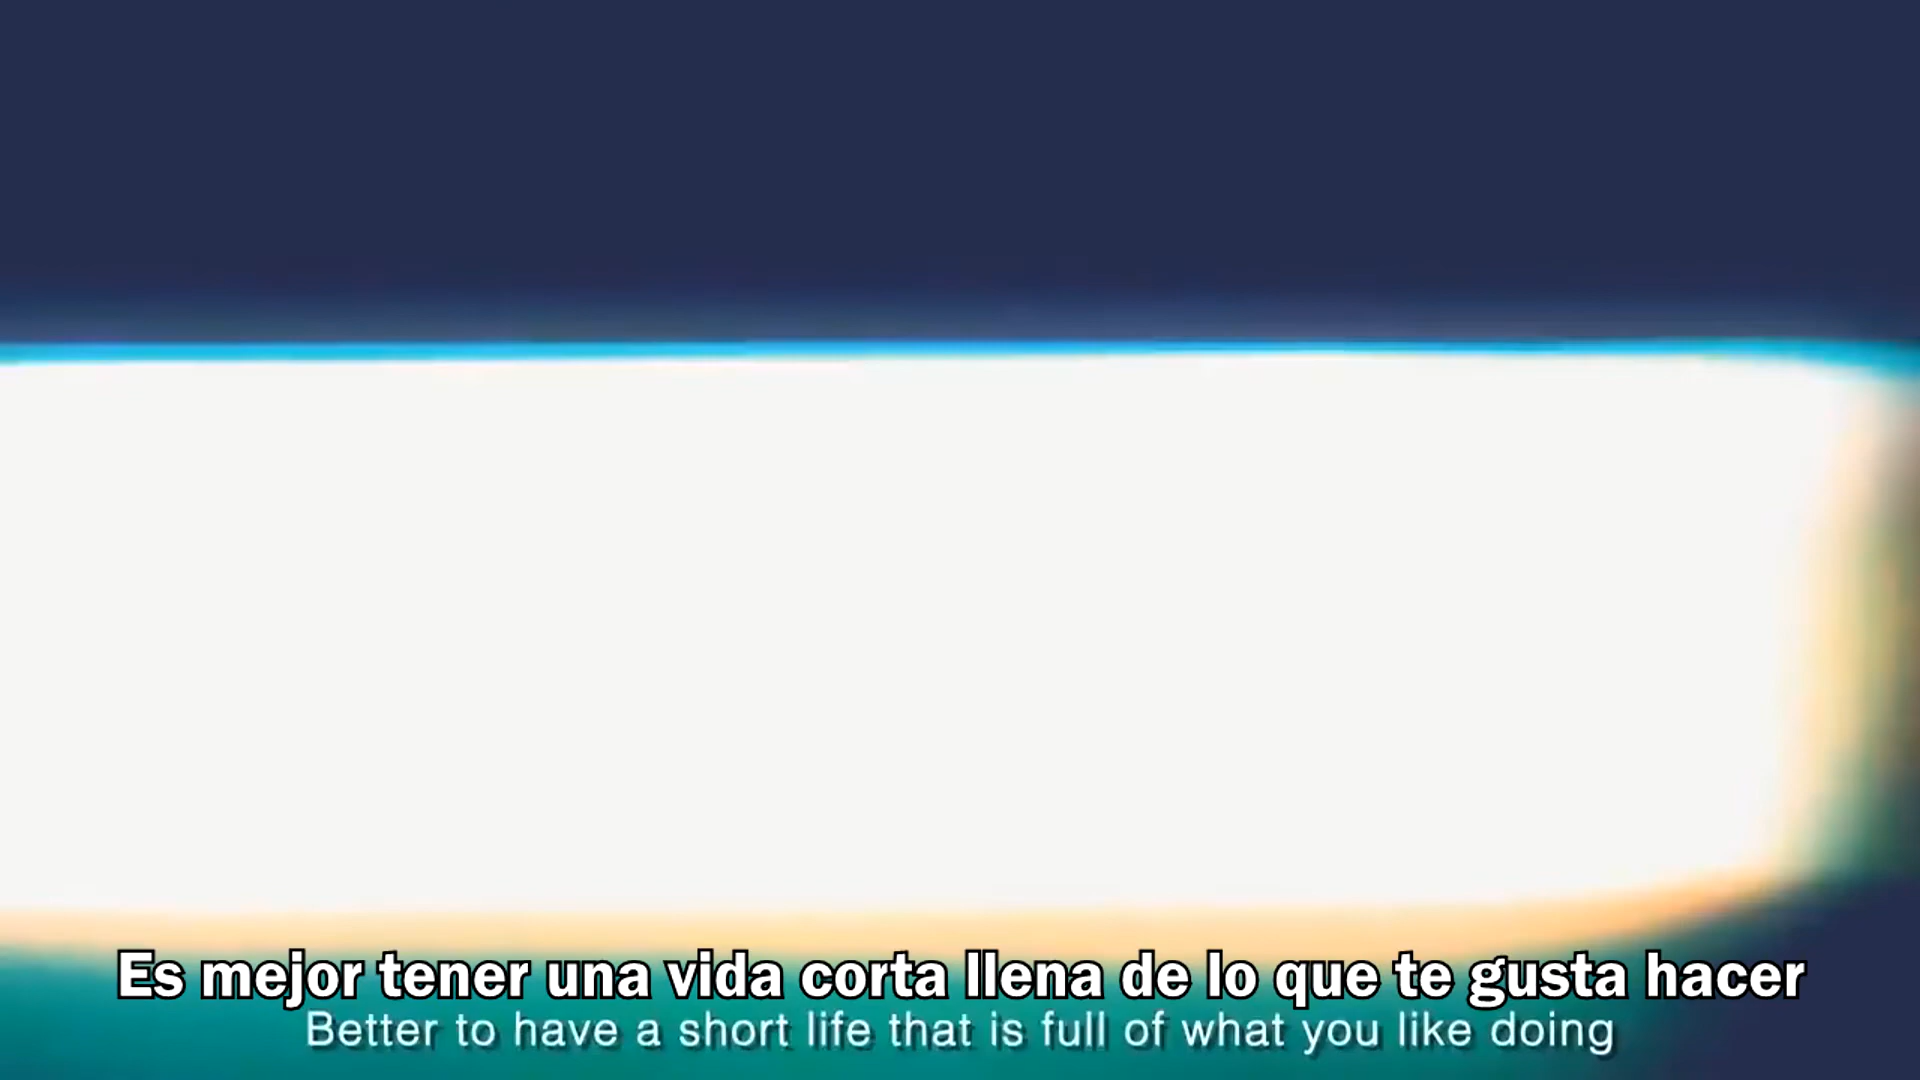 Es mejor tener una vida corta llena de lo que te gusta hacer
Better to have a short life that is full of what you like doing